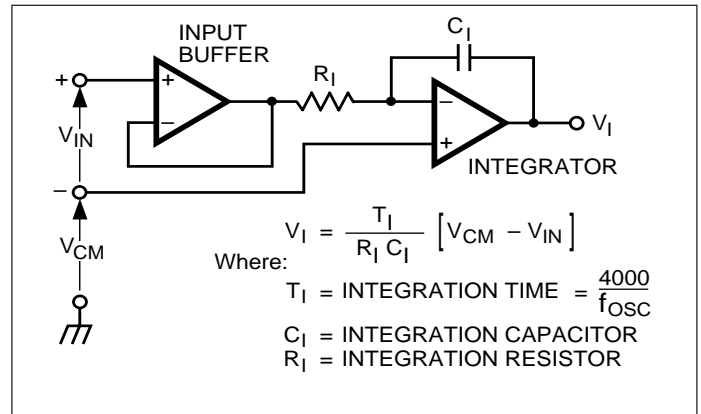 INPUT
BUFFER
C_I
R_I
+
+
–
–
+
V_IN
V_I
–
INTEGRATOR
V_CM
V_I = T_I / (R_I C_I) [V_CM – V_IN]
Where:
T_I = INTEGRATION TIME = 4000 / f_OSC
C_I = INTEGRATION CAPACITOR
R_I = INTEGRATION RESISTOR